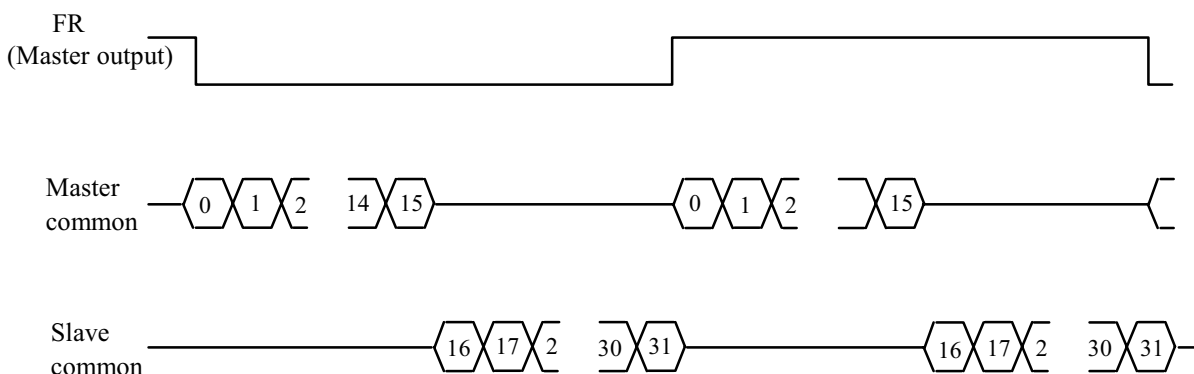 FR
(Master output)
Master
common
0 1 2 14 15 0 1 2 15
Slave
common
16 17 2 30 31 16 17 2 30 31